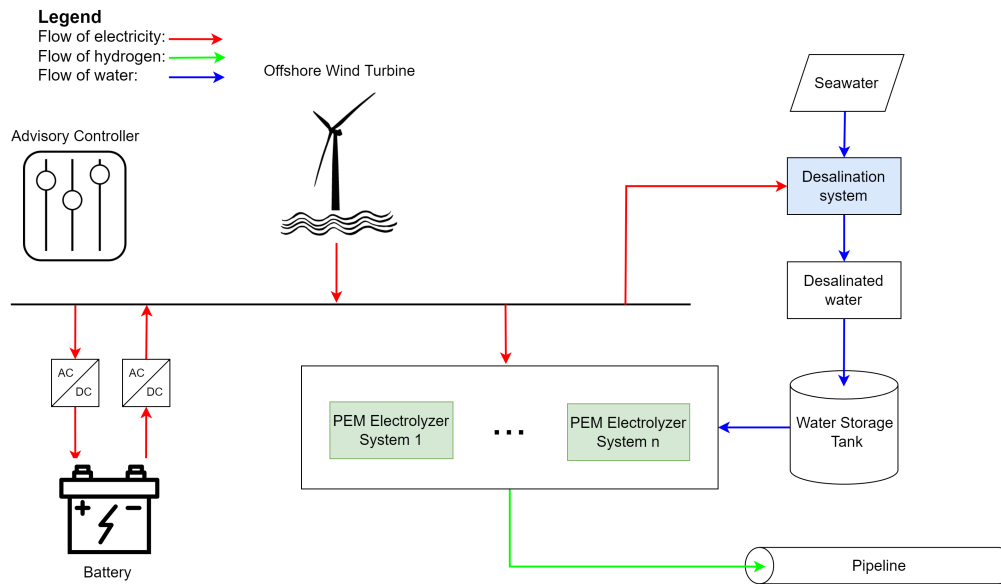 Legend
Flow of electricity:
Flow of hydrogen:
Flow of water:
Offshore Wind Turbine
Seawater
Advisory Controller
Desalination
system
Desalinated
water
AC
DC
AC
DC
PEM Electrolyzer
System 1
...
PEM Electrolyzer
System n
Water Storage
Tank
Battery
Pipeline